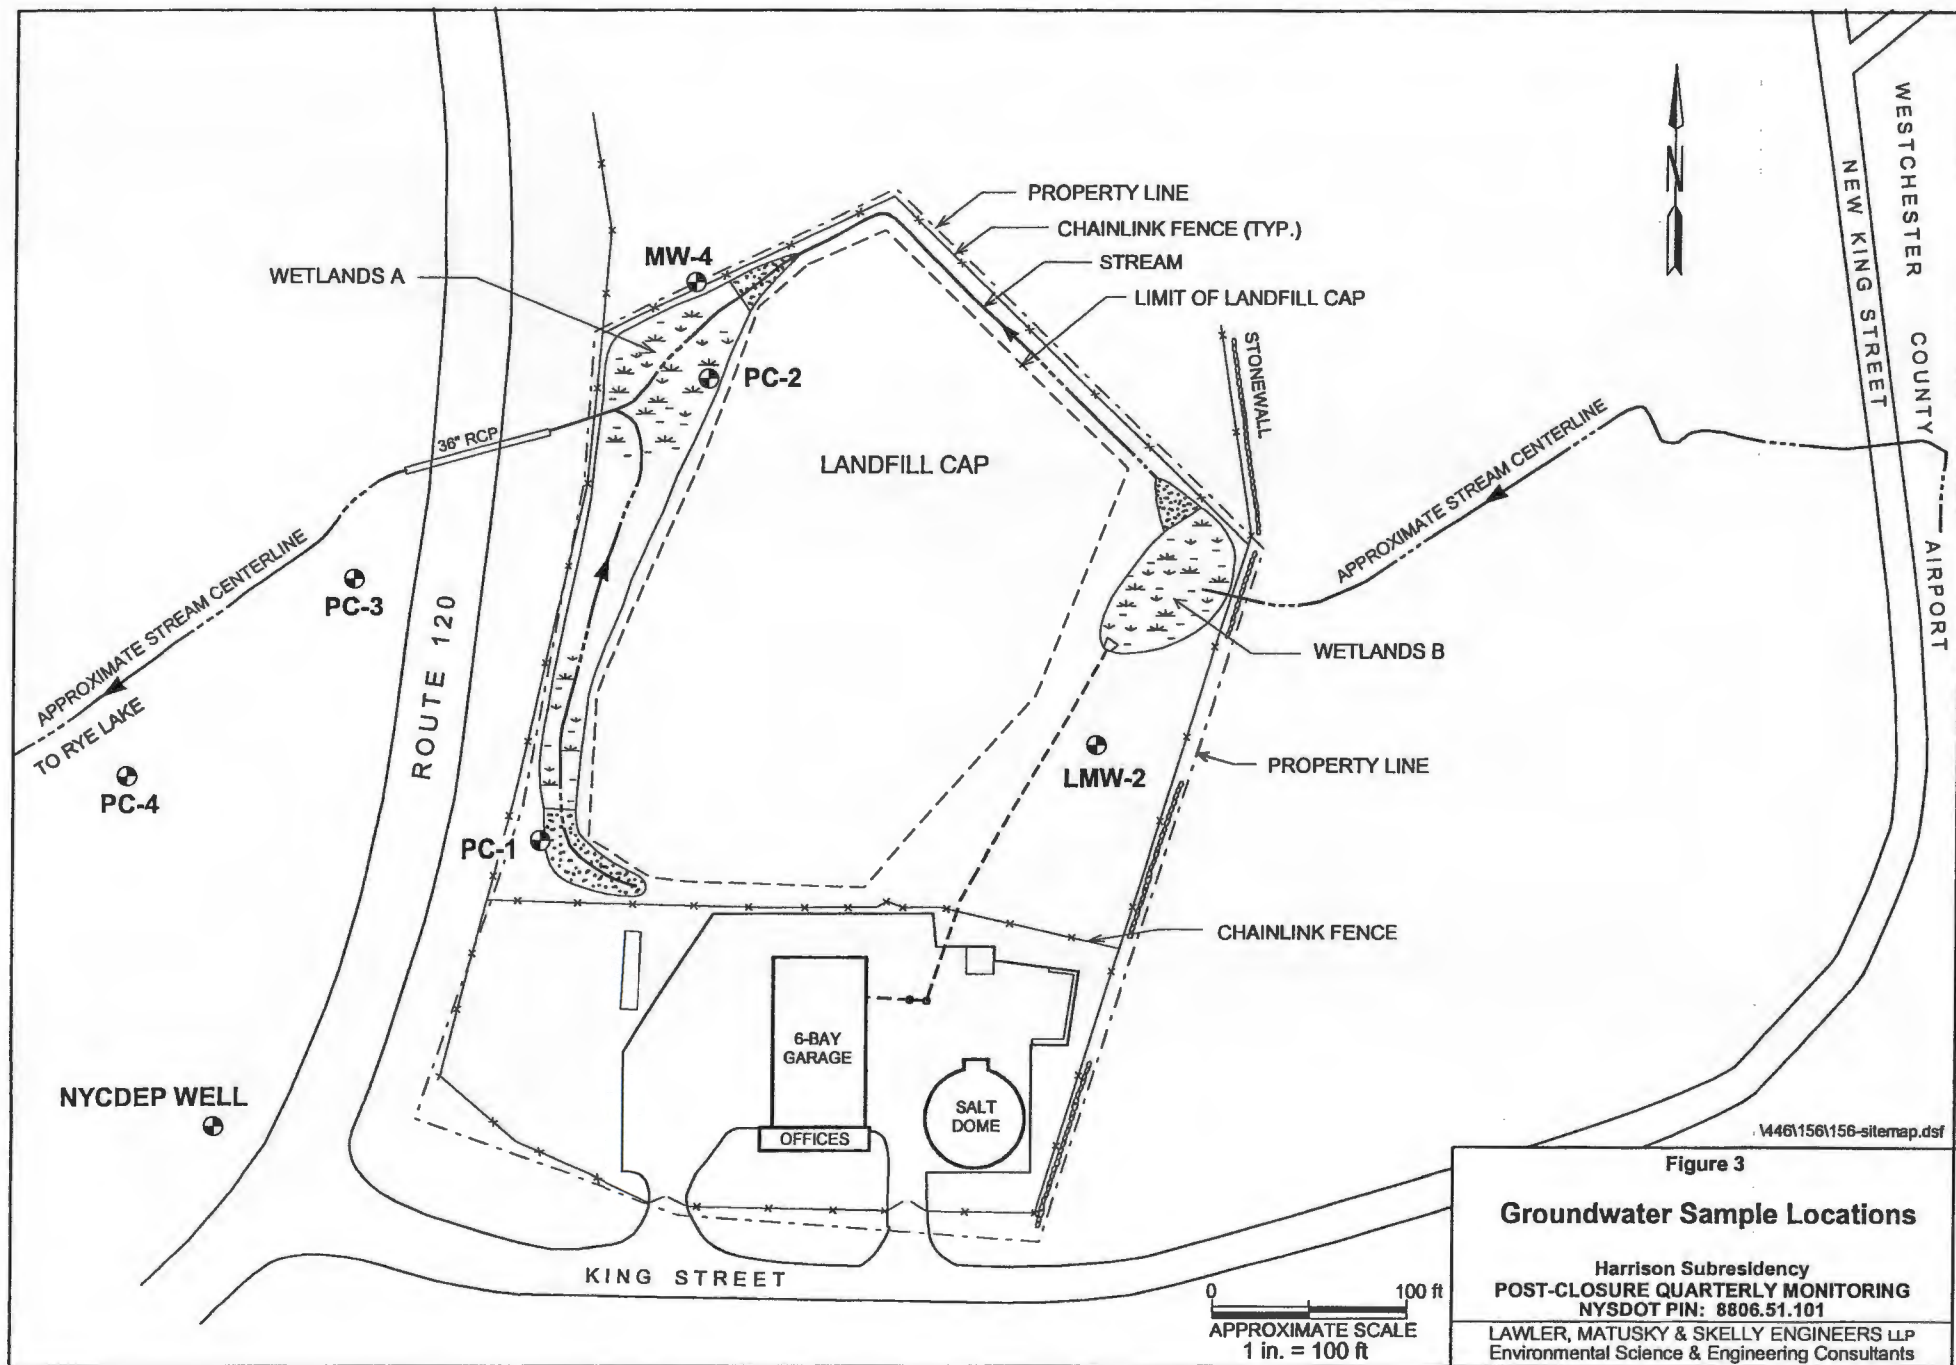 PROPERTY LINE
CHAINLINK FENCE (TYP.)
STREAM
LIMIT OF LANDFILL CAP
N
WESTCHESTER COUNTY AIRPORT
NEW KING STREET
MW-4
WETLANDS A
PC-2
36" RCP
LANDFILL CAP
STONEWALL
APPROXIMATE STREAM CENTERLINE
APPROXIMATE STREAM CENTERLINE
TO RYE LAKE
PC-3
ROUTE 120
WETLANDS B
PC-4
LMW-2
PROPERTY LINE
PC-1
CHAINLINK FENCE
6-BAY
GARAGE
OFFICES
SALT
DOME
NYCDEP WELL
KING STREET
0 100 ft
APPROXIMATE SCALE
1 in. = 100 ft
\446\156\156-sitemap.dsf
Figure 3
Groundwater Sample Locations
Harrison Subresidency
POST-CLOSURE QUARTERLY MONITORING
NYSDOT PIN: 8806.51.101
LAWLER, MATUSKY & SKELLY ENGINEERS LLP
Environmental Science & Engineering Consultants